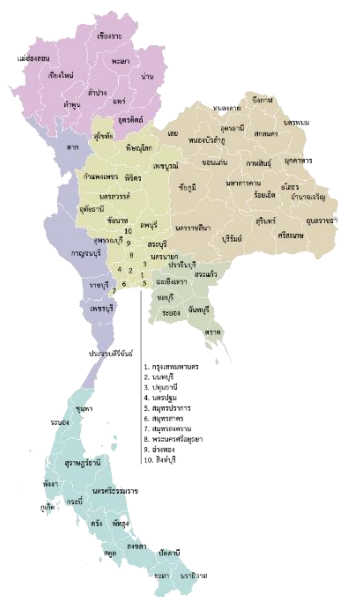 เชียงราย
แม่ฮ่องสอน
พะเยา
เชียงใหม่
น่าน
ลำปาง
ลำพูน
แพร่
อุตรดิตถ์
บึงกาฬ
หนองคาย
ตาก
สุโขทัย
เลย
อุดรธานี
นครพนม
หนองบัวลำภู
สกลนคร
พิษณุโลก
เพชรบูรณ์
ขอนแก่น
กาฬสินธุ์
มุกดาหาร
กำแพงเพชร
พิจิตร
ชัยภูมิ
มหาสารคาม
ร้อยเอ็ด
ยโสธร
อำนาจเจริญ
นครสวรรค์
อุทัยธานี
ชัยนาท
ลพบุรี
นครราชสีมา
บุรีรัมย์
สุรินทร์
ศรีสะเกษ
อุบลราชธานี
10
สุพรรณบุรี
9
สระบุรี
กาญจนบุรี
8
นครนายก
3
ปราจีนบุรี
4
2
1
สระแก้ว
ราชบุรี
6
5
ฉะเชิงเทรา
7
ชลบุรี
เพชรบุรี
ระยอง
จันทบุรี
ตราด
ประจวบคีรีขันธ์
1. กรุงเทพมหานคร
2. นนทบุรี
3. ปทุมธานี
4. นครปฐม
5. สมุทรปราการ
6. สมุทรสาคร
7. สมุทรสงคราม
8. พระนครศรีอยุธยา
9. อ่างทอง
10. สิงห์บุรี
ชุมพร
ระนอง
สุราษฎร์ธานี
พังงา
นครศรีธรรมราช
กระบี่
ภูเก็ต
ตรัง
พัทลุง
สงขลา
ปัตตานี
สตูล
ยะลา
นราธิวาส